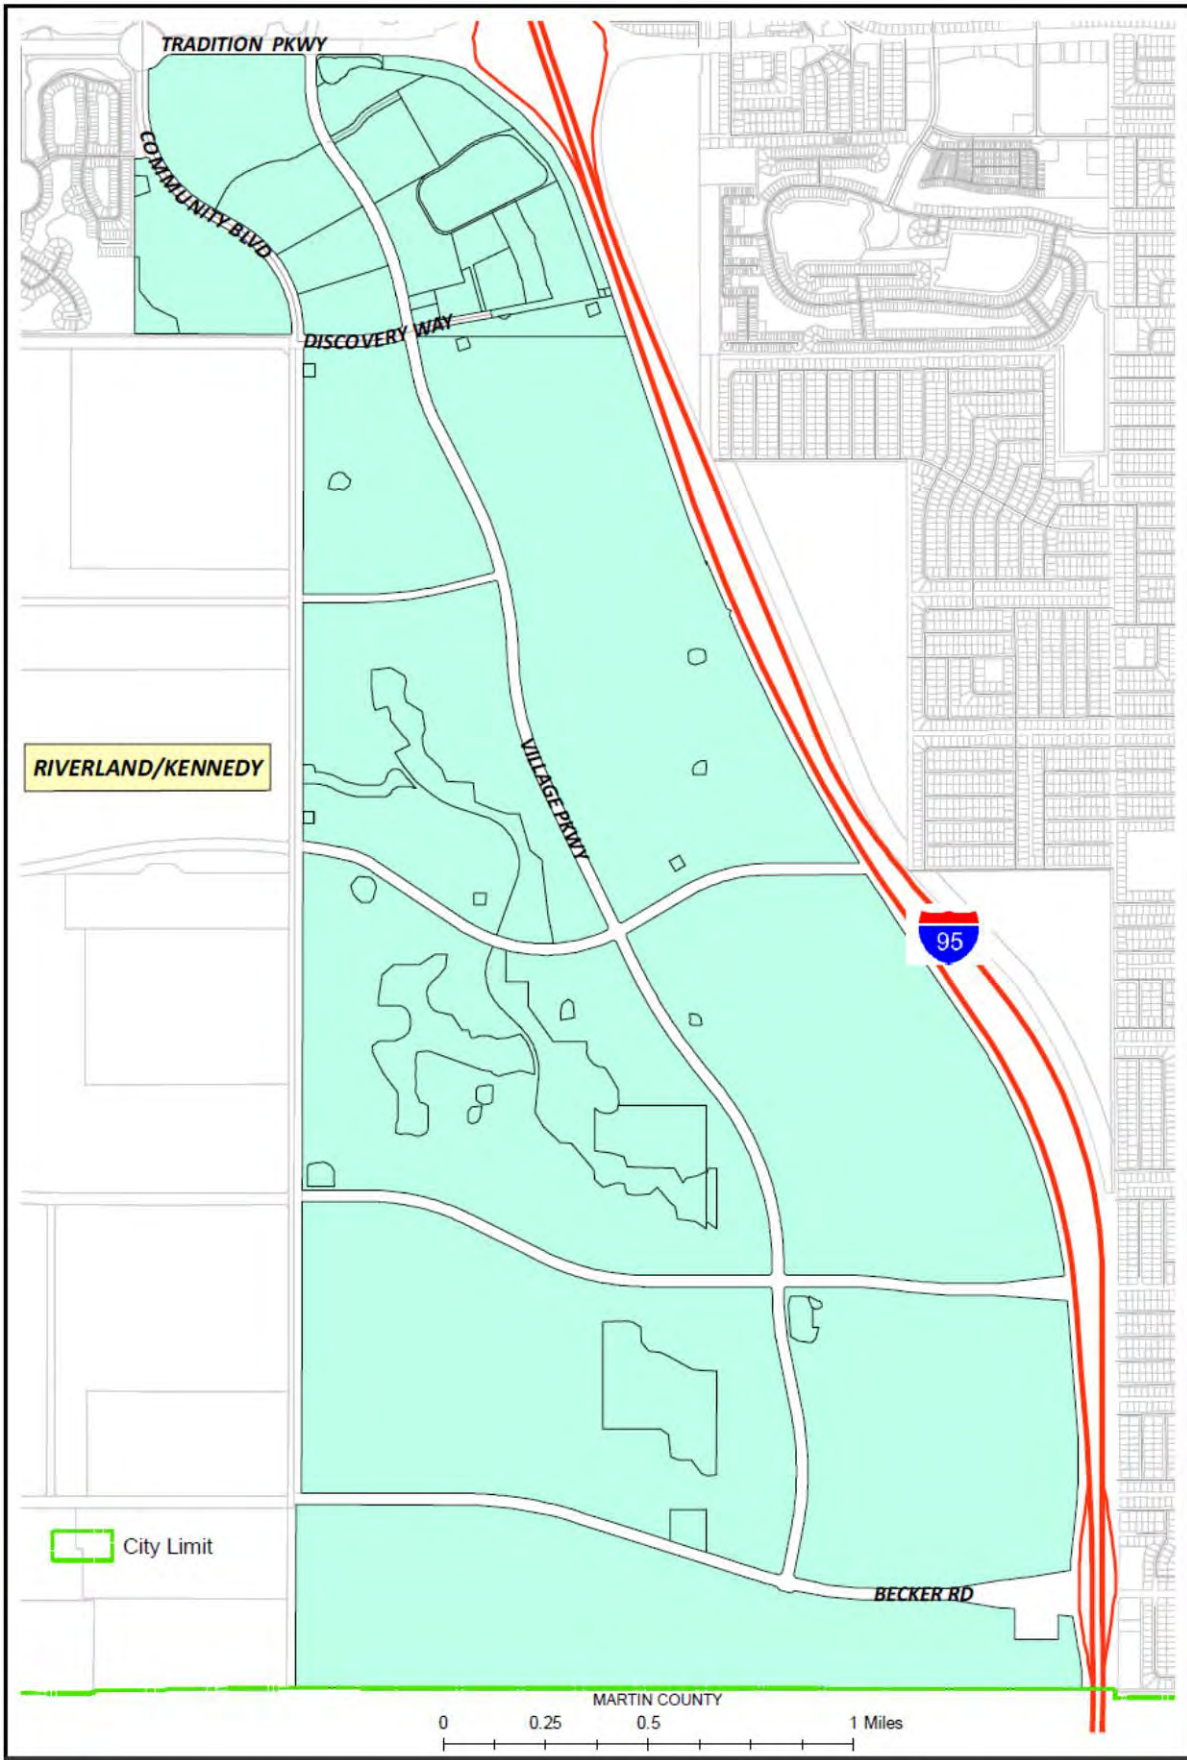 TRADITION PKWY
COMMUNITY BLVD
DISCOVERY WAY
RIVERLAND/KENNEDY
VILLAGE PKWY
95
City Limit
BECKER RD
MARTIN COUNTY
0 0.25 0.5 1 Miles